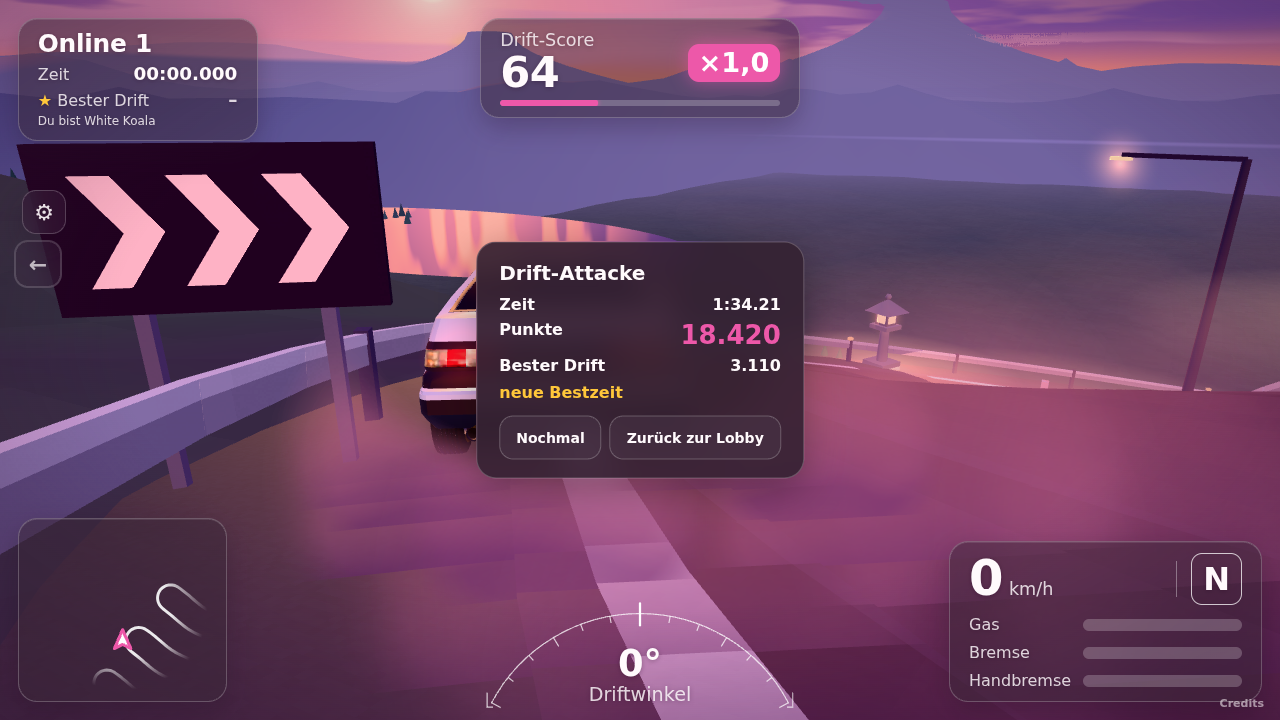 Online 1
Zeit 00:00.000
★ Bester Drift –
Du bist White Koala
Drift-Score
64
×1,0
⚙
←
Drift-Attacke
Zeit 1:34.21
Punkte 18.420
Bester Drift 3.110
neue Bestzeit
Nochmal Zurück zur Lobby
0°
Driftwinkel
0 km/h N
Gas
Bremse
Handbremse
Credits